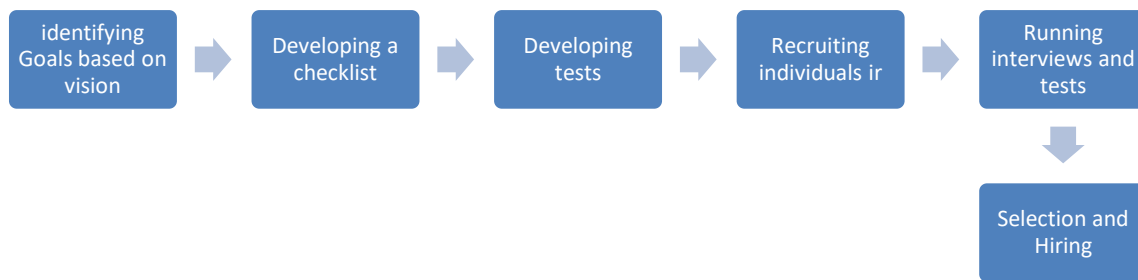 identifying
Goals based on
vision
Developing a
checklist
Developing
tests
Recruiting
individuals ir
Running
interviews and
tests
Selection and
Hiring